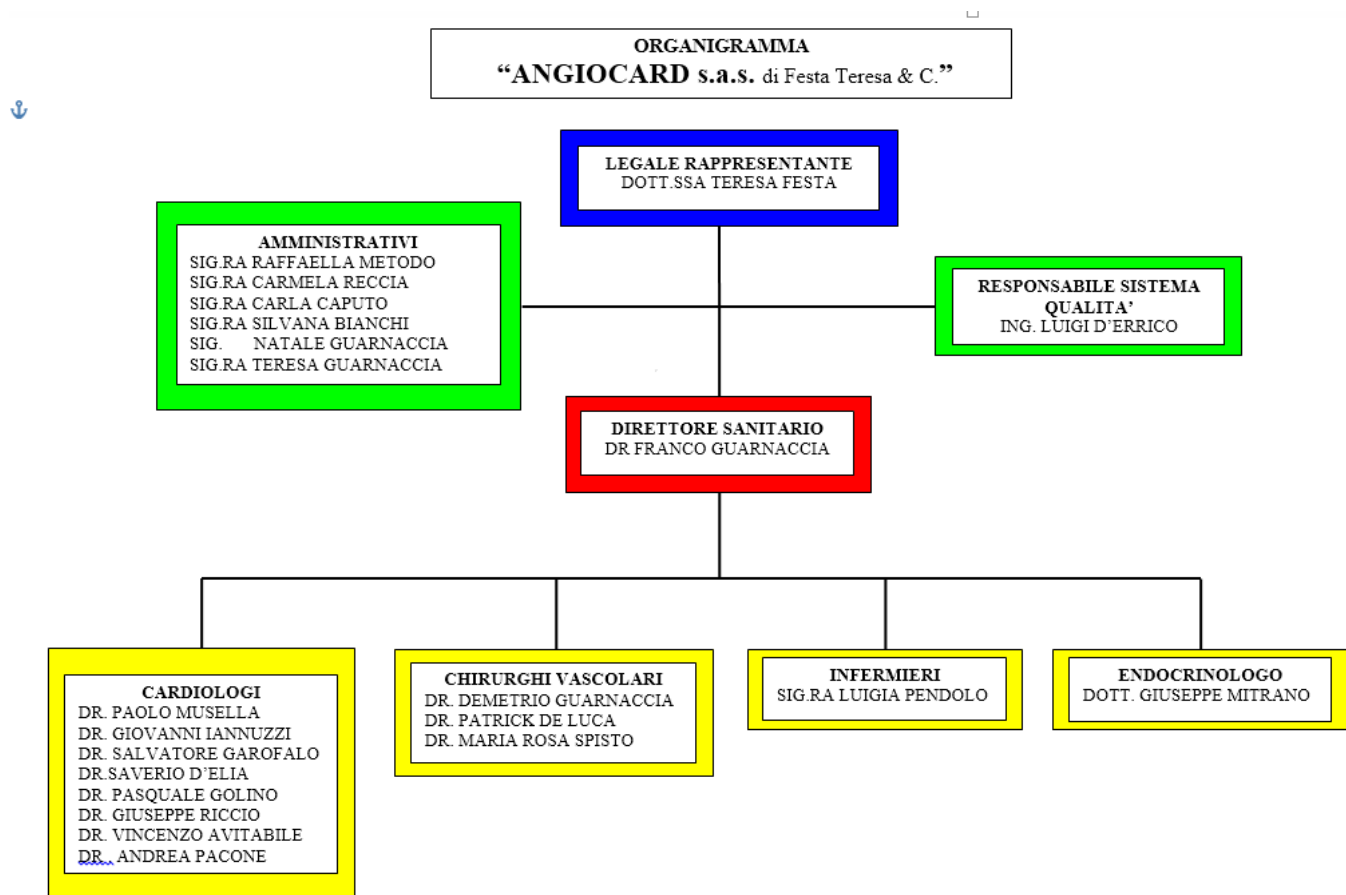 ORGANIGRAMMA
“ANGIOCARD s.a.s. di Festa Teresa & C.”
LEGALE RAPPRESENTANTE
DOTT.SSA TERESA FESTA
AMMINISTRATIVI
SIG.RA RAFFAELLA METODO
SIG.RA CARMELA RECCIA
SIG.RA CARLA CAPUTO
SIG.RA SILVANA BIANCHI
SIG. NATALE GUARNACCIA
SIG.RA TERESA GUARNACCIA
RESPONSABILE SISTEMA
QUALITA’
ING. LUIGI D’ERRICO
DIRETTORE SANITARIO
DR FRANCO GUARNACCIA
CARDIOLOGI
DR. PAOLO MUSELLA
DR. GIOVANNI IANNUZZI
DR. SALVATORE GAROFALO
DR.SAVERIO D’ELIA
DR. PASQUALE GOLINO
DR. GIUSEPPE RICCIO
DR. VINCENZO AVITABILE
DR.. ANDREA PACONE
CHIRURGHI VASCOLARI
DR. DEMETRIO GUARNACCIA
DR. PATRICK DE LUCA
DR. MARIA ROSA SPISTO
INFERMIERI
SIG.RA LUIGIA PENDOLO
ENDOCRINOLOGO
DOTT. GIUSEPPE MITRANO